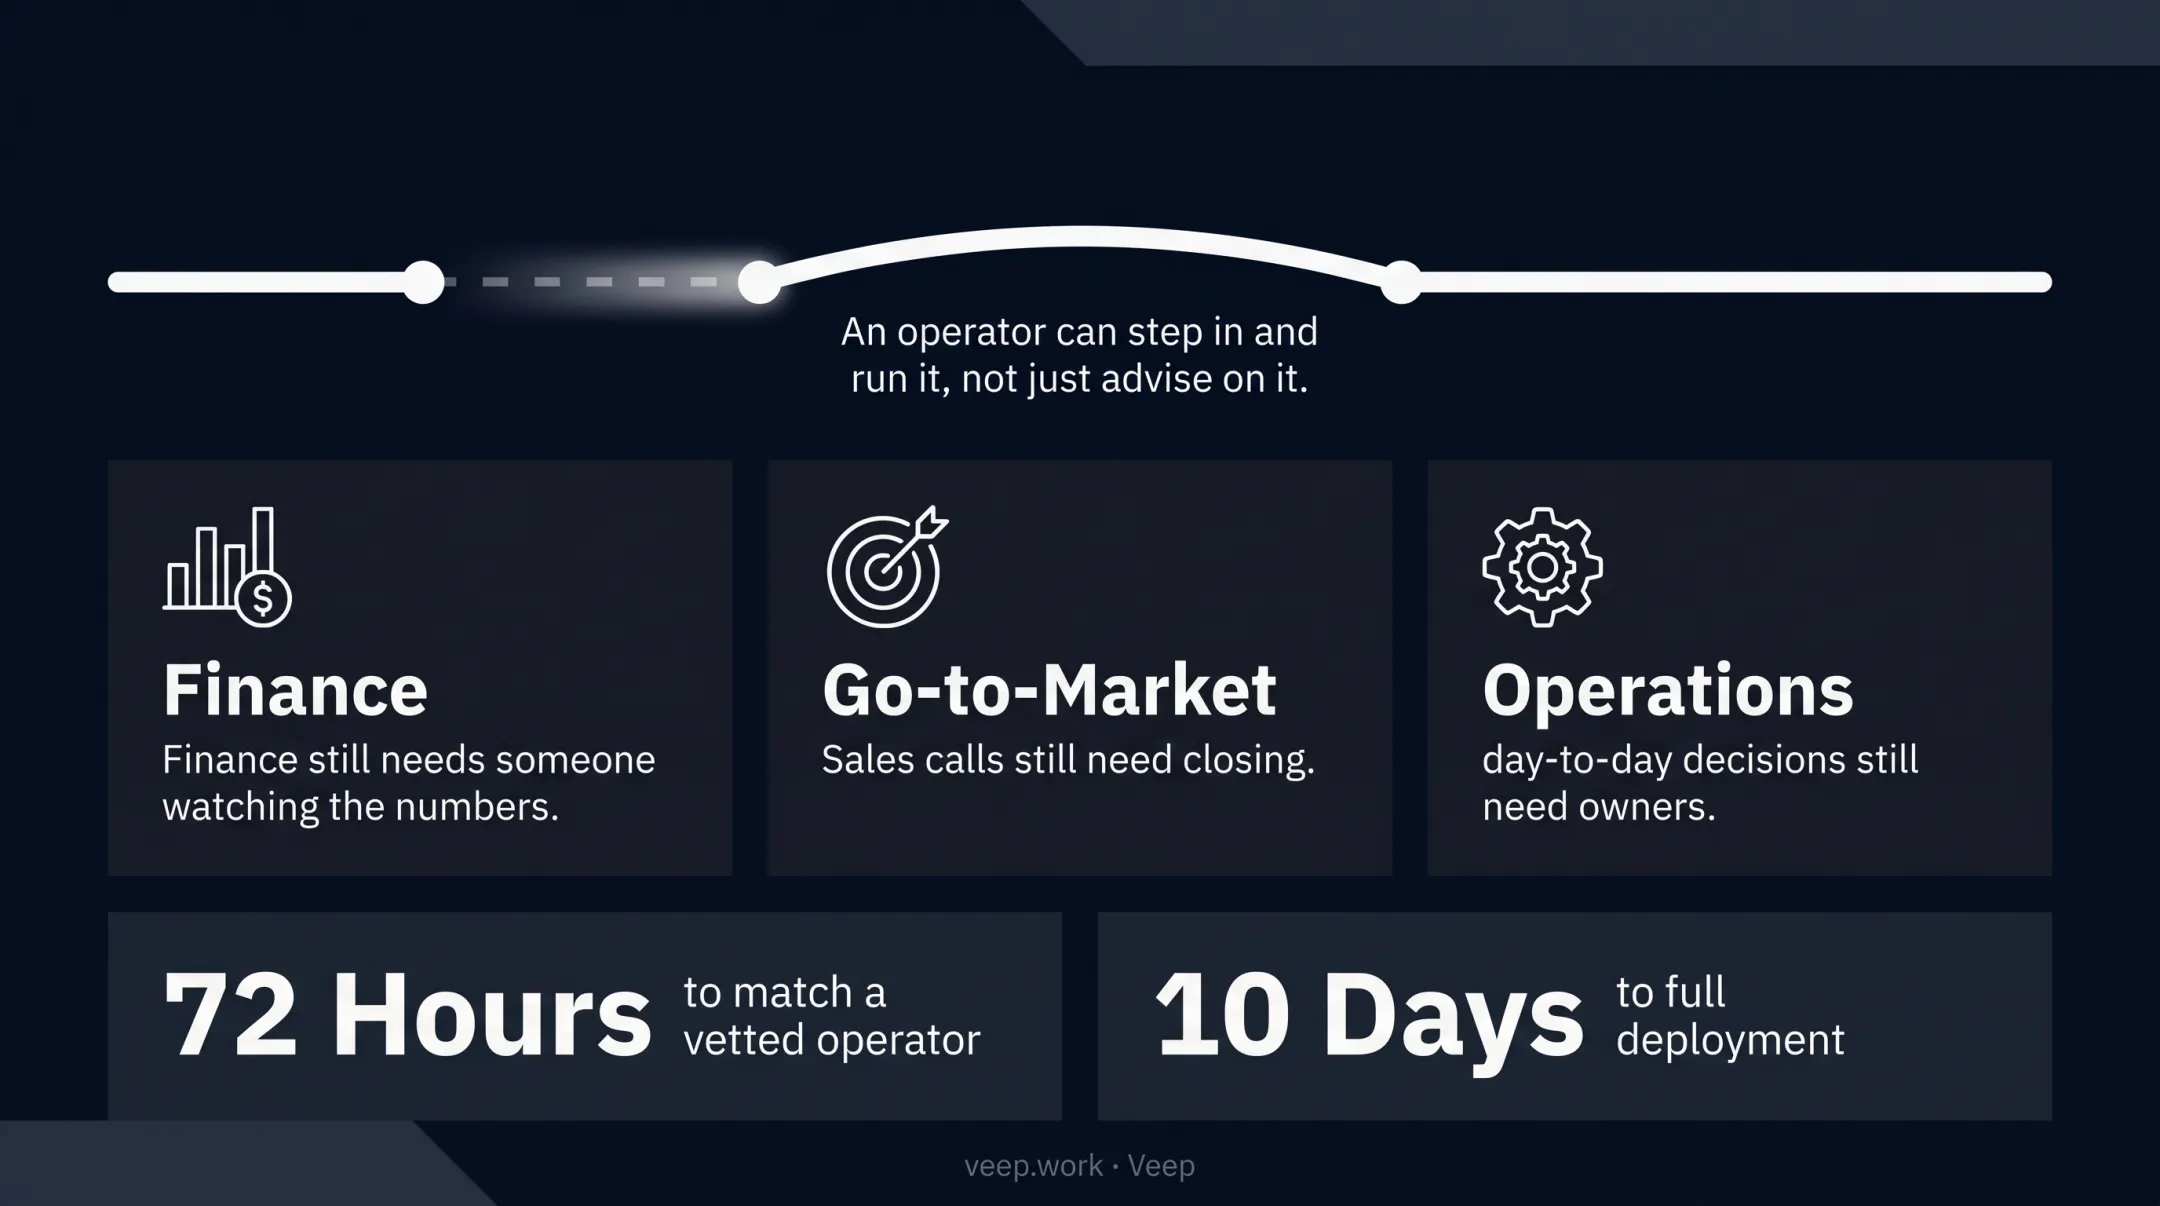 An operator can step in and
run it, not just advise on it.
$
Finance
Finance still needs someone
watching the numbers.
Go-to-Market
Sales calls still need closing.
Operations
day-to-day decisions still
need owners.
72 Hours
to match a
vetted operator
10 Days
to full
deployment
veep.work · Veep